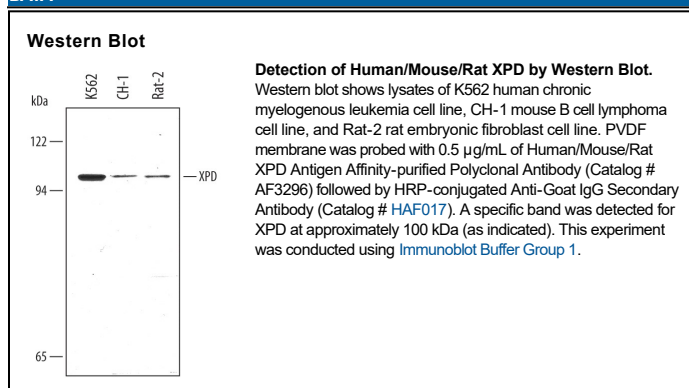 Western Blot
K562 CH-1 Rat-2
kDa
122
94
65
XPD
Detection of Human/Mouse/Rat XPD by Western Blot.
Western blot shows lysates of K562 human chronic
myelogenous leukemia cell line, CH-1 mouse B cell lymphoma
cell line, and Rat-2 rat embryonic fibroblast cell line. PVDF
membrane was probed with 0.5 µg/mL of Human/Mouse/Rat
XPD Antigen Affinity-purified Polyclonal Antibody (Catalog #
AF3296) followed by HRP-conjugated Anti-Goat IgG Secondary
Antibody (Catalog # HAF017). A specific band was detected for
XPD at approximately 100 kDa (as indicated). This experiment
was conducted using Immunoblot Buffer Group 1.